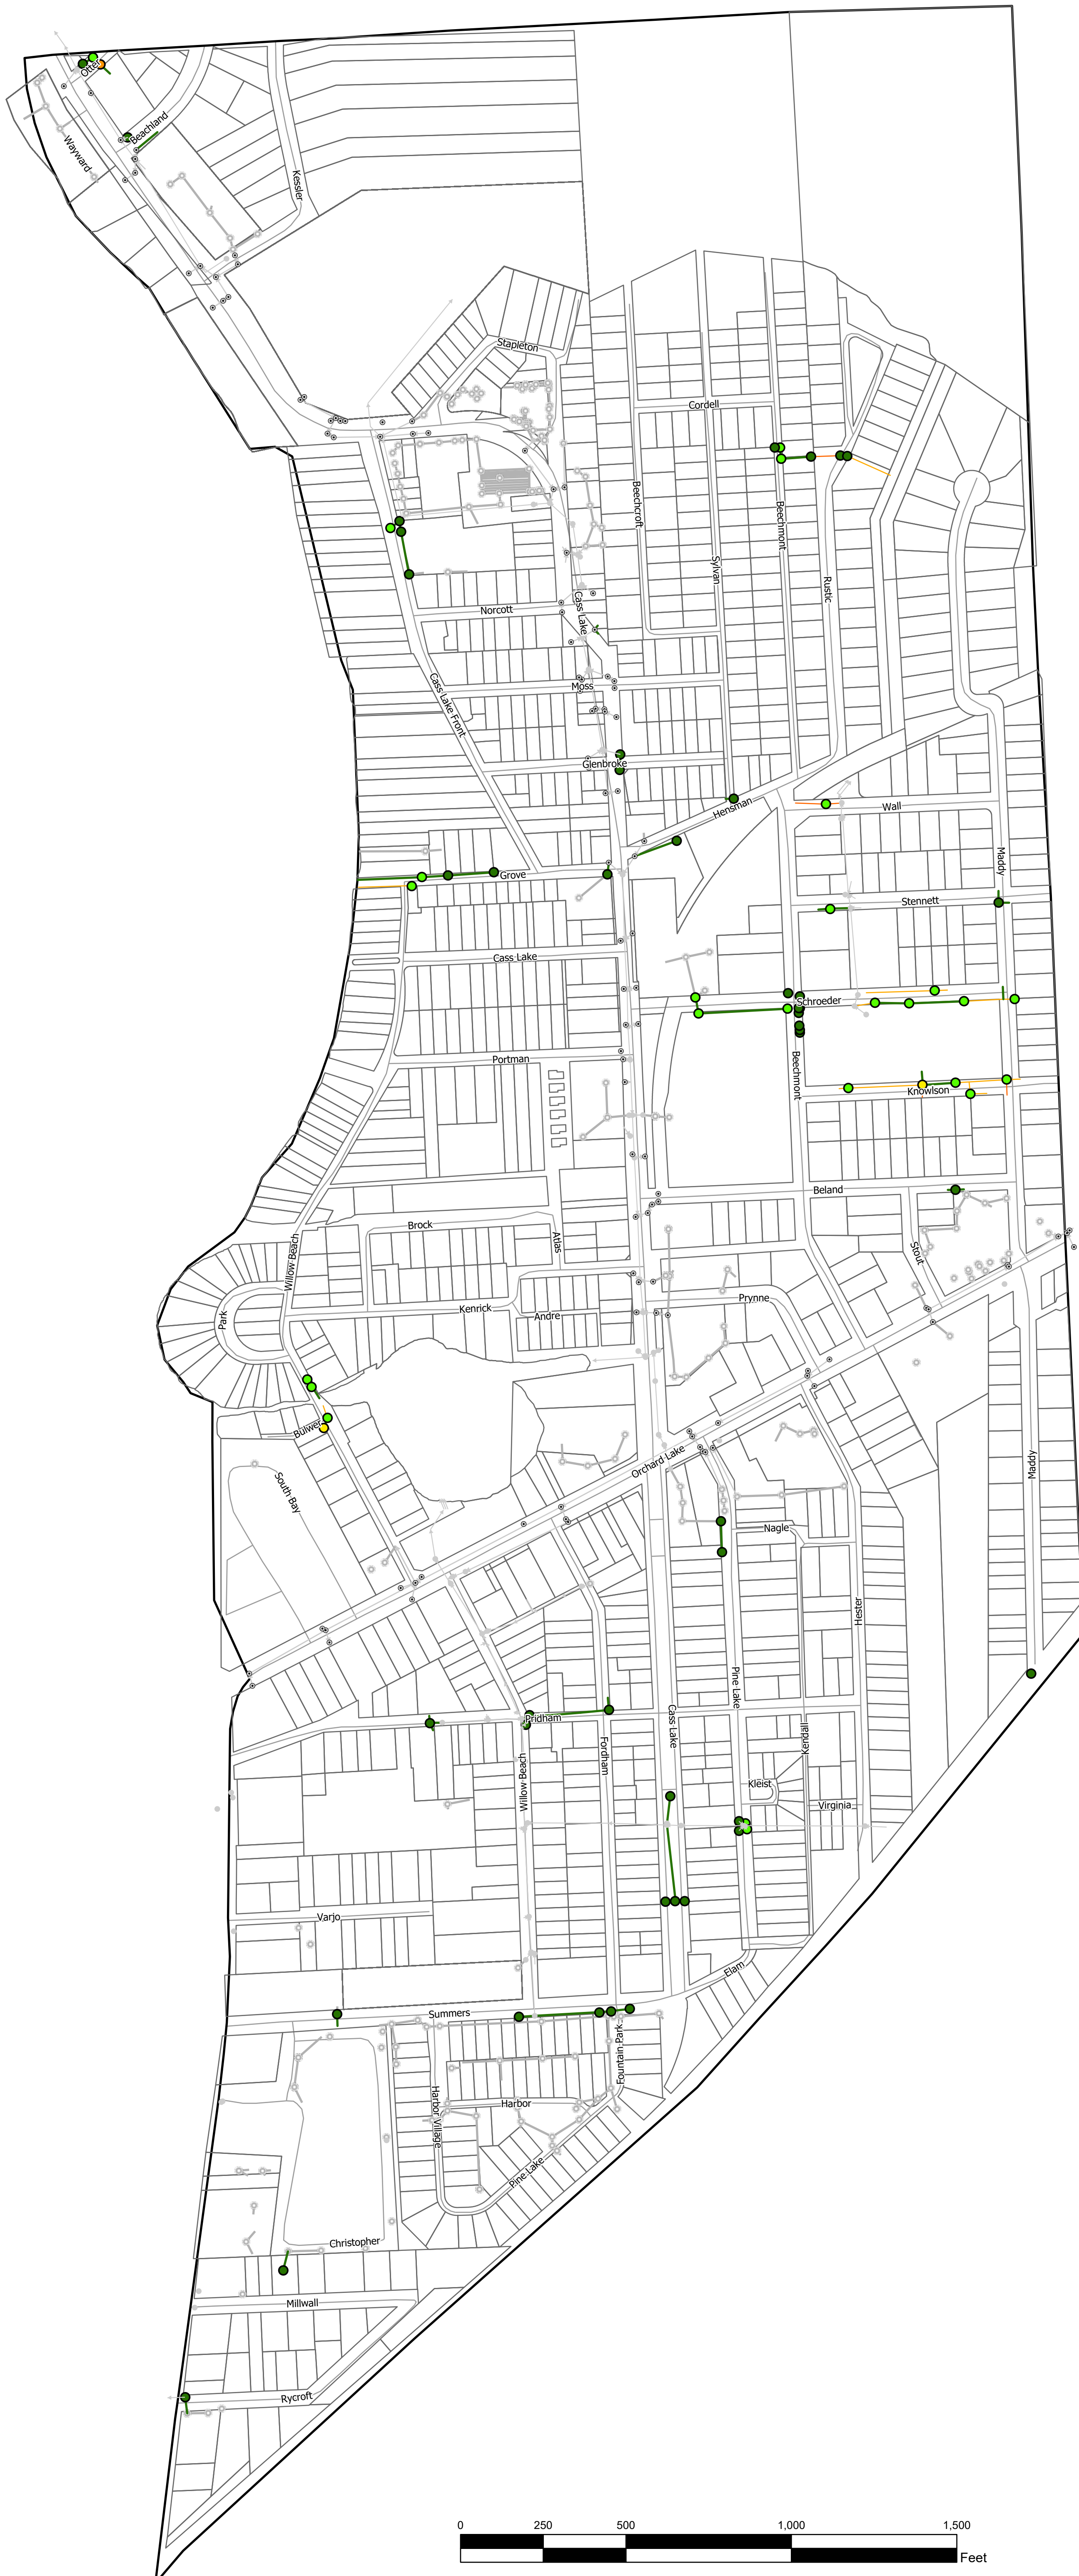 Otter
Beachland
Wayward
Kessler
Stapleton
Cordell
Beechcroft
Beechmont
Sylvan
Rustic
Norcott
Cass Lake
Moss
Cass Lake Front
Glenbroke
Hensman
Wall
Maddy
Grove
Stennett
Cass Lake
Schroeder
Portman
Beechmont
Knowlson
Beland
Brock
Atlas
Willow Beach
Stout
Park
Kenrick
Andre
Prynne
Bulwer
South Bay
Orchard Lake
Maddy
Nagle
Hester
Pine Lake
Pridham
Cass Lake
Fordham
Kendall
Willow Beach
Kleist
Virginia
Varjo
Elam
Summers
Fountain Park
Harbor Village
Harbor
Pine Lake
Christopher
Millwall
Rycroft
0 250 500 1,000 1,500
Feet